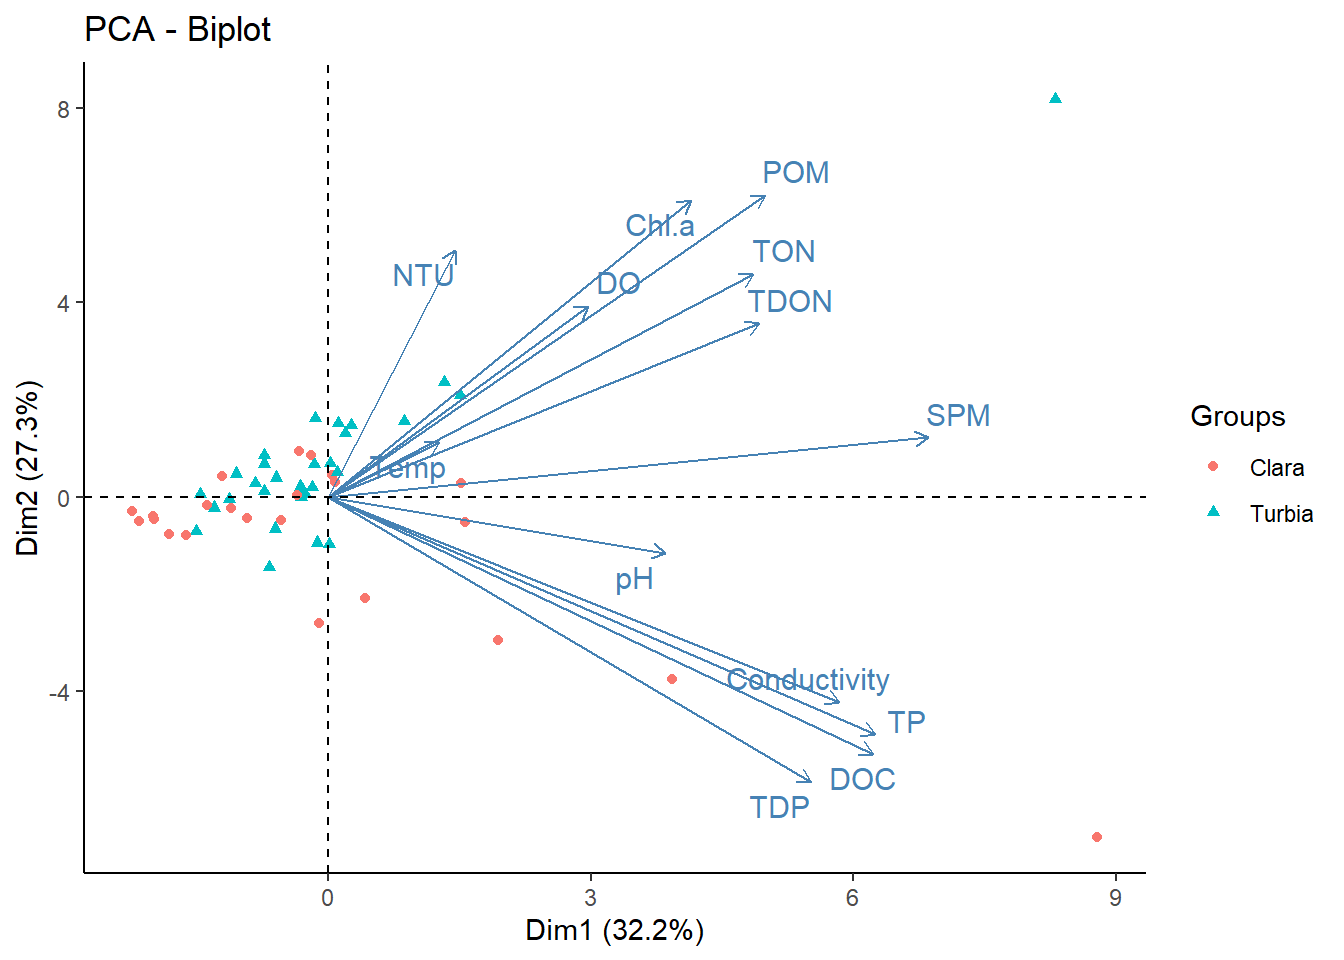 PCA - Biplot
8
4
0
-4
Dim2 (27.3%)
POM
Chl.a
TON
NTU
DO
TDON
SPM
Temp
pH
Conductivity
TP
DOC
TDP
0
3
6
9
Dim1 (32.2%)
Groups
Clara
Turbia